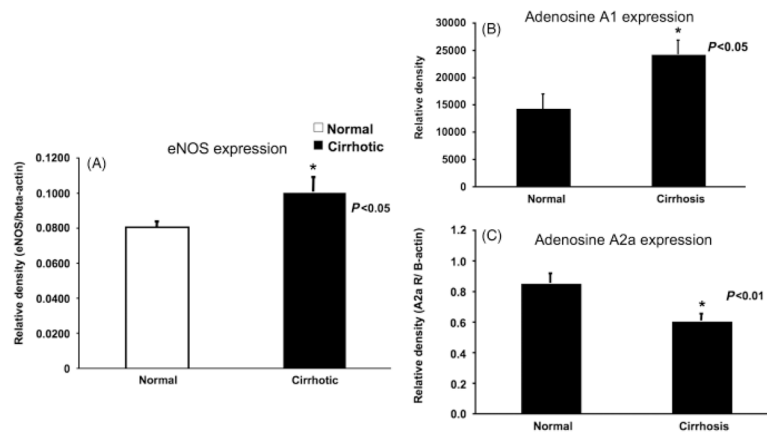 (A)
eNOS expression
Normal
Cirrhotic
Relative density (eNOS/beta-actin)
0.1200
0.1000
0.0800
0.0600
0.0400
0.0200
0
*
P<0.05
Normal
Cirrhotic
(B)
Adenosine A1 expression
Relative density
30000
25000
20000
15000
10000
5000
0
*
P<0.05
Normal
Cirrhosis
(C)
Adenosine A2a expression
Relative density (A2a R/ B-actin)
1.2
1.0
0.8
0.6
0.4
0.2
0.0
*
P<0.01
Normal
Cirrhosis